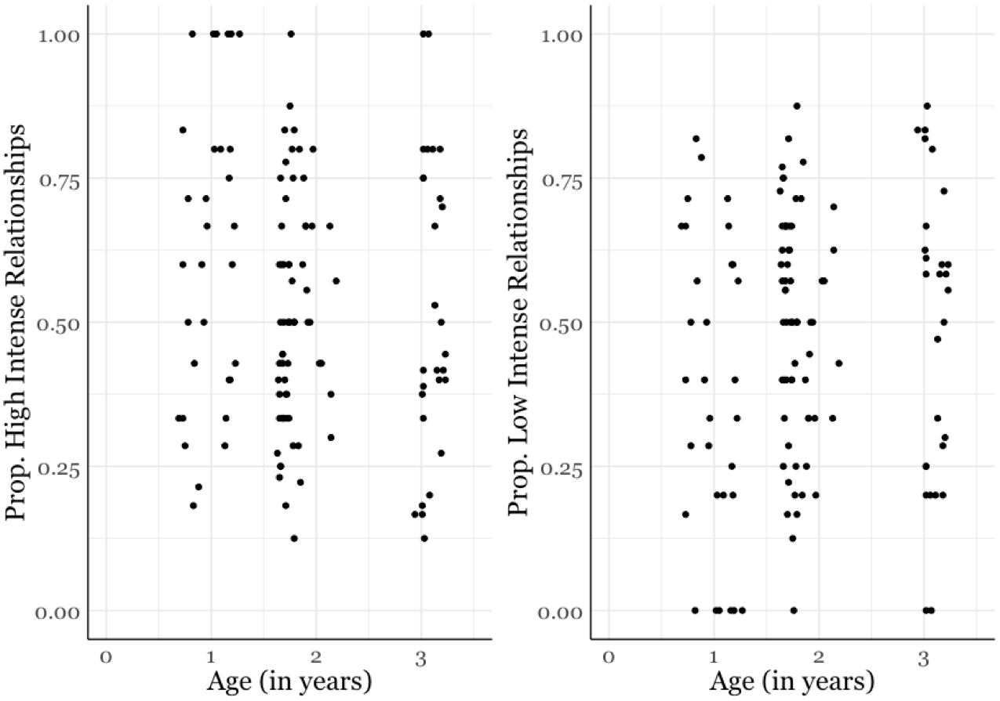 Prop. High Intense Relationships
1.00
0.75
0.50
0.25
0.00
0 1 2 3
Age (in years)
Prop. Low Intense Relationships
1.00
0.75
0.50
0.25
0.00
0 1 2 3
Age (in years)